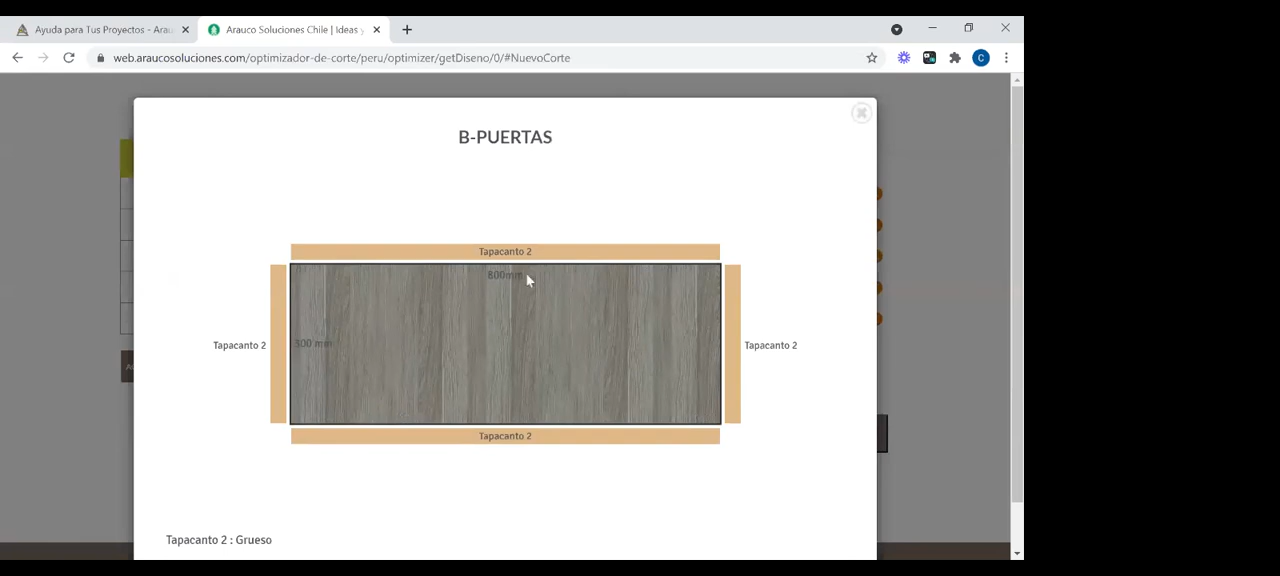 Ayuda para Tus Proyectos - Arau
Arauco Soluciones Chile | Ideas y
web.araucosoluciones.com/optimizador-de-corte/peru/optimizer/getDiseno/0/#NuevoCorte
C
B-PUERTAS
Tapacanto 2
800mm
Tapacanto 2
300 mm
Tapacanto 2
Tapacanto 2
Tapacanto 2 : Grueso